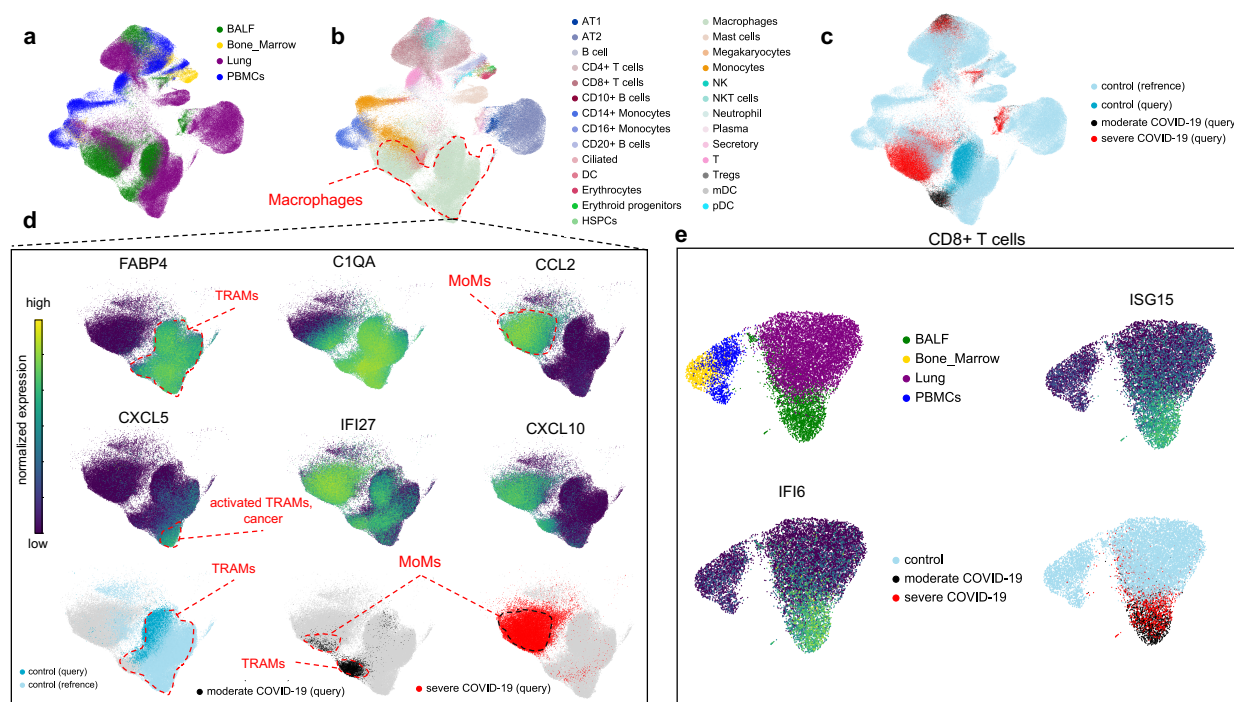 a
BALF
Bone_Marrow
Lung
PBMCs
b
AT1
AT2
B cell
CD4+ T cells
CD8+ T cells
CD10+ B cells
CD14+ Monocytes
CD16+ Monocytes
CD20+ B cells
Ciliated
DC
Erythrocytes
Erythroid progenitors
HSPCs
Macrophages
Mast cells
Megakaryocytes
Monocytes
NK
NKT cells
Neutrophil
Plasma
Secretory
T
Tregs
mDC
pDC
Macrophages
c
control (refrence)
control (query)
moderate COVID-19 (query)
severe COVID-19 (query)
d
FABP4
C1QA
CCL2
high
normalized expression
low
TRAMs
MoMs
CXCL5
IFI27
CXCL10
activated TRAMs,
cancer
TRAMs
MoMs
TRAMs
control (query)
control (refrence)
moderate COVID-19 (query)
severe COVID-19 (query)
e
CD8+ T cells
BALF
Bone_Marrow
Lung
PBMCs
ISG15
IFI6
control
moderate COVID-19
severe COVID-19